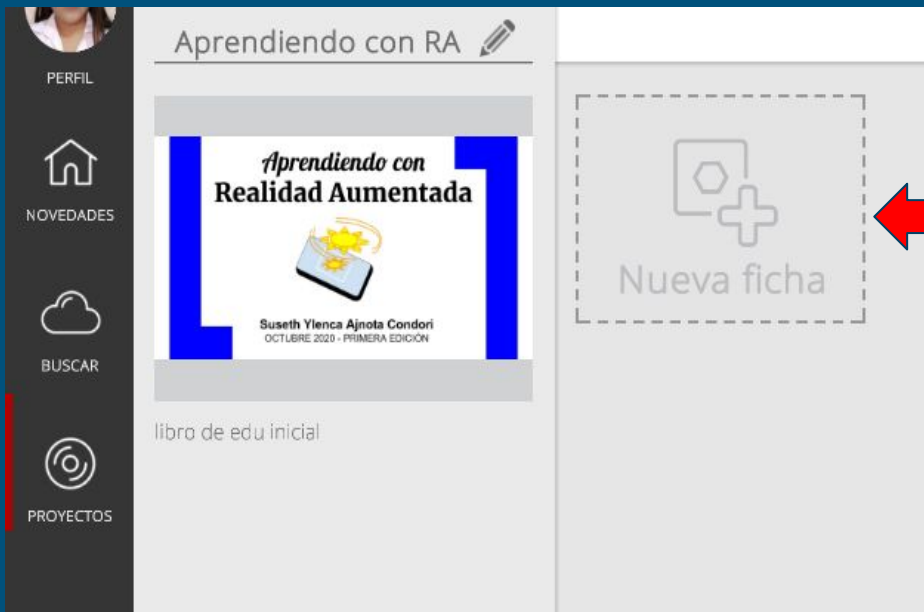 PERFIL
NOVEDADES
BUSCAR
PROYECTOS
Aprendiendo con RA
Aprendiendo con
Realidad Aumentada
Suseth Ylenca Ajnota Condori
OCTUBRE 2020 - PRIMERA EDICIÓN
libro de edu inicial
Nueva ficha